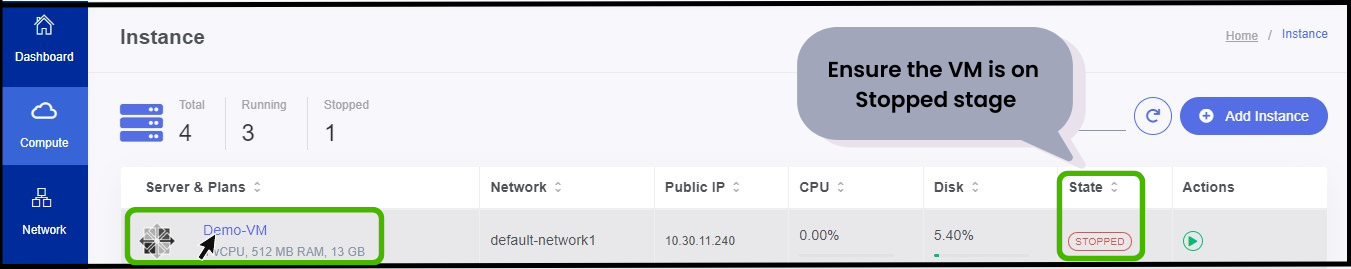 Dashboard
Compute
Network
Instance
Home / Instance
Ensure the VM is on
Stopped stage
Total
4
Running
3
Stopped
1
Add Instance
Server & Plans
Network
Public IP
CPU
Disk
State
Actions
Demo-VM
vCPU, 512 MB RAM, 13 GB
default-network1
10.30.11.240
0.00%
5.40%
STOPPED